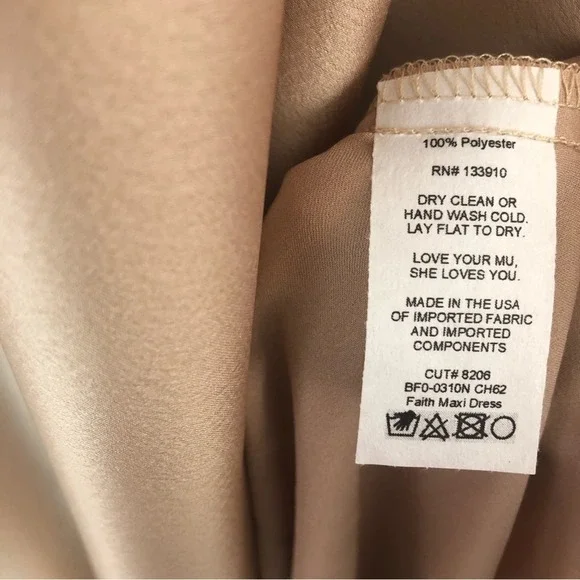 100% Polyester
RN# 133910
DRY CLEAN OR
HAND WASH COLD.
LAY FLAT TO DRY.
LOVE YOUR MU,
SHE LOVES YOU.
MADE IN THE USA
OF IMPORTED FABRIC
AND IMPORTED
COMPONENTS
CUT# 8206
BF0-0310N CH62
Faith Maxi Dress